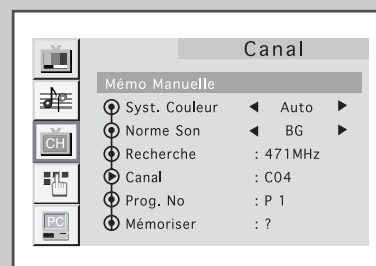 Canal
Mémo Manuelle
Syst. Couleur ◀ Auto ▶
Norme Son ◀ BG ▶
Recherche : 471MHz
CH
Canal : C04
Prog. No : P 1
Mémoriser : ?
PC